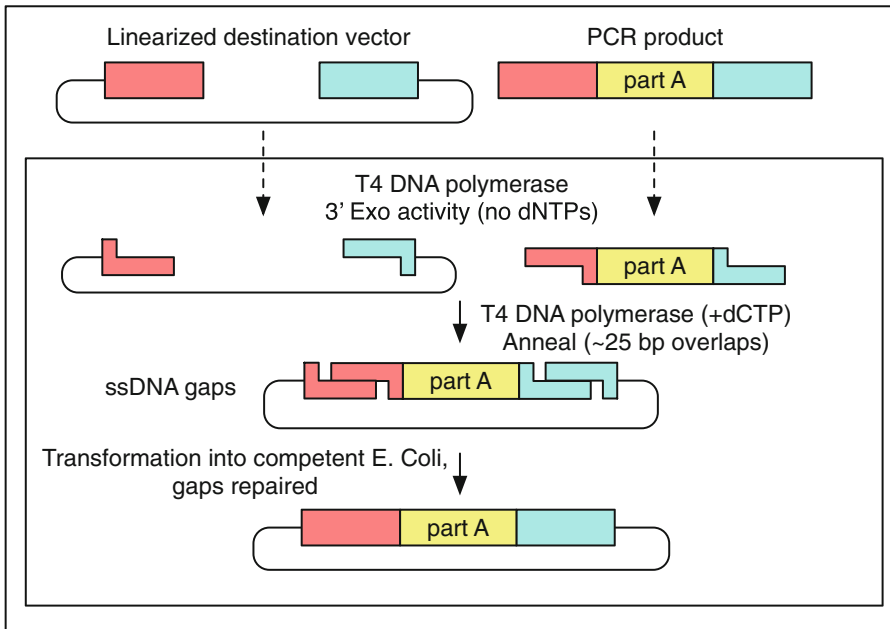 Linearized destination vector
PCR product
part A
T4 DNA polymerase
3' Exo activity (no dNTPs)
part A
T4 DNA polymerase (+dCTP)
Anneal (~25 bp overlaps)
ssDNA gaps
part A
Transformation into competent E. Coli,
gaps repaired
part A